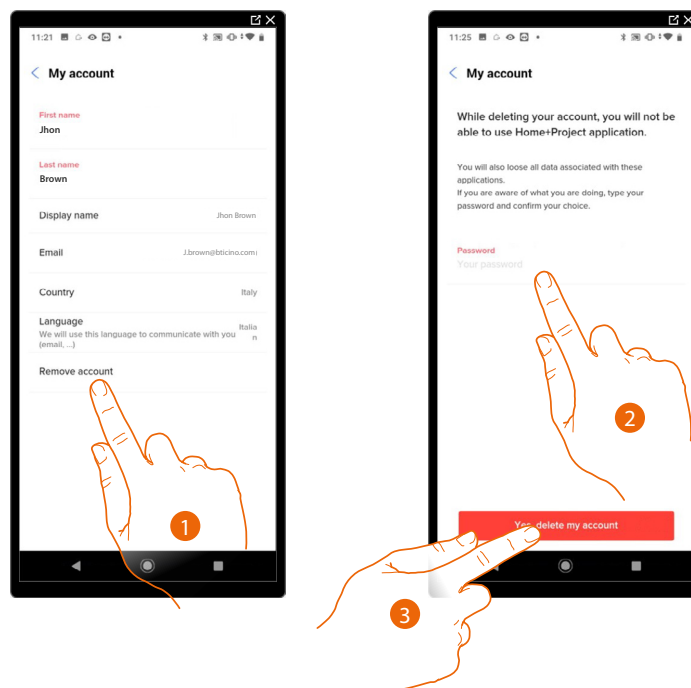 11:21
My account
First name
Jhon
Last name
Brown
Display name
Jhon Brown
Email
J.brown@bticino.com
Country
Italy
Language
We will use this language to communicate with you
(email, ...)
Italia
n
Remove account
1
11:25
My account
While deleting your account, you will not be
able to use Home+Project application.
You will also loose all data associated with these
applications.
If you are aware of what you are doing, type your
password and confirm your choice.
Password
Your password
2
Yes, delete my account
3